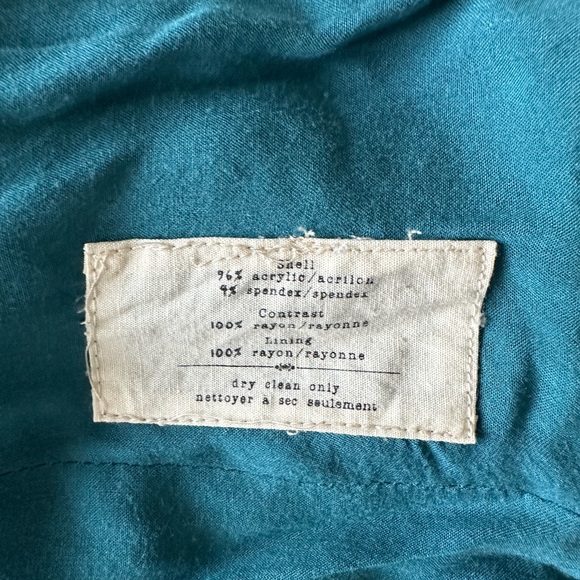 Shell
96% acrylic/acrilon
4% spendex/spendex
Contrast
100% rayon/rayonne
Lining
100% rayon/rayonne
dry clean only
nettoyer a sec seulement